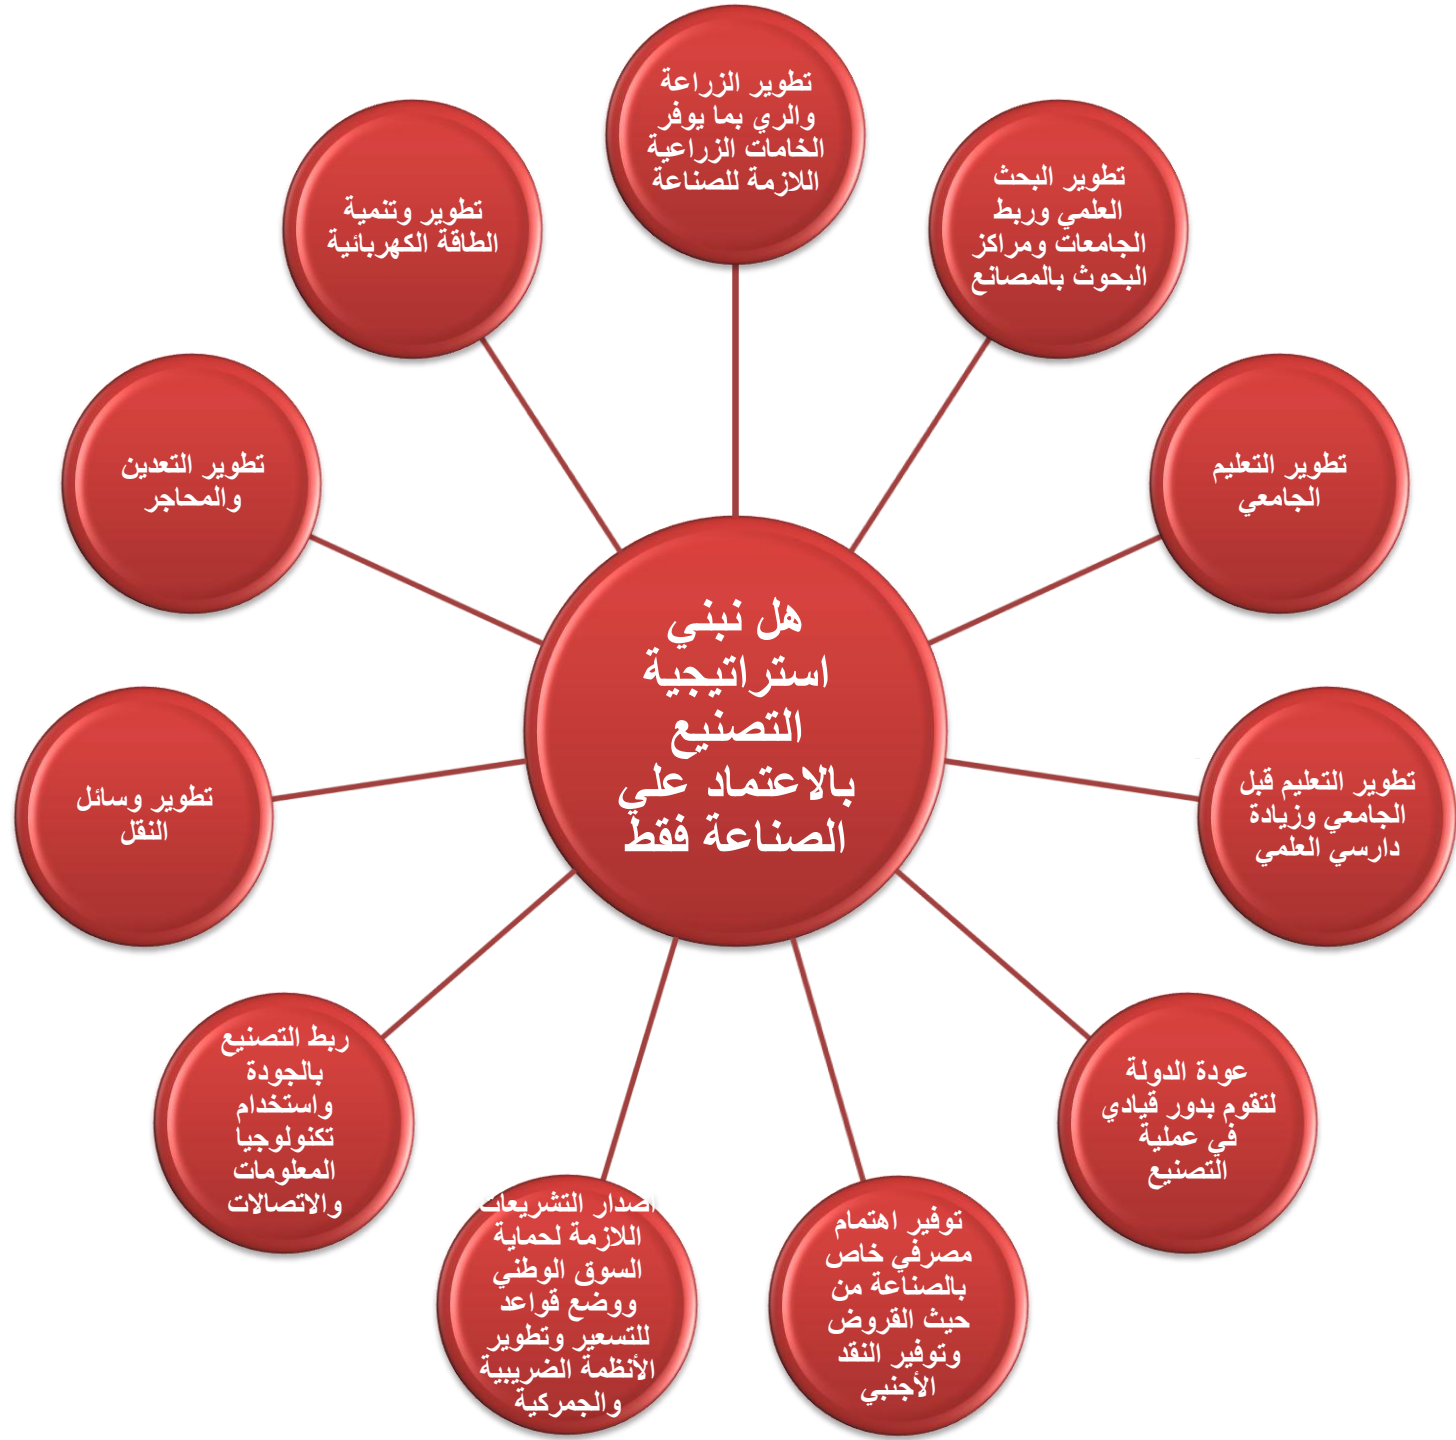 هل نبني
استراتيجية
التصنيع
بالاعتماد علي
الصناعة فقط
تطوير الزراعة
والري بما يوفر
الخامات الزراعية
اللازمة للصناعة
تطوير البحث
العلمي وربط
الجامعات ومراكز
البحوث بالمصانع
تطوير التعليم
الجامعي
تطوير التعليم قبل
الجامعي وزيادة
دارسي العلمي
عودة الدولة
لتقوم بدور قيادي
في عملية
التصنيع
توفير اهتمام
مصرفي خاص
بالصناعة من
حيث القروض
وتوفير النقد
الأجنبي
اصدار التشريعات
اللازمة لحماية
السوق الوطني
ووضع قواعد
للتسعير وتطوير
الأنظمة الضريبية
والجمركية
ربط التصنيع
بالجودة
واستخدام
تكنولوجيا
المعلومات
والاتصالات
تطوير وسائل
النقل
تطوير التعدين
والمحاجر
تطوير وتنمية
الطاقة الكهربائية